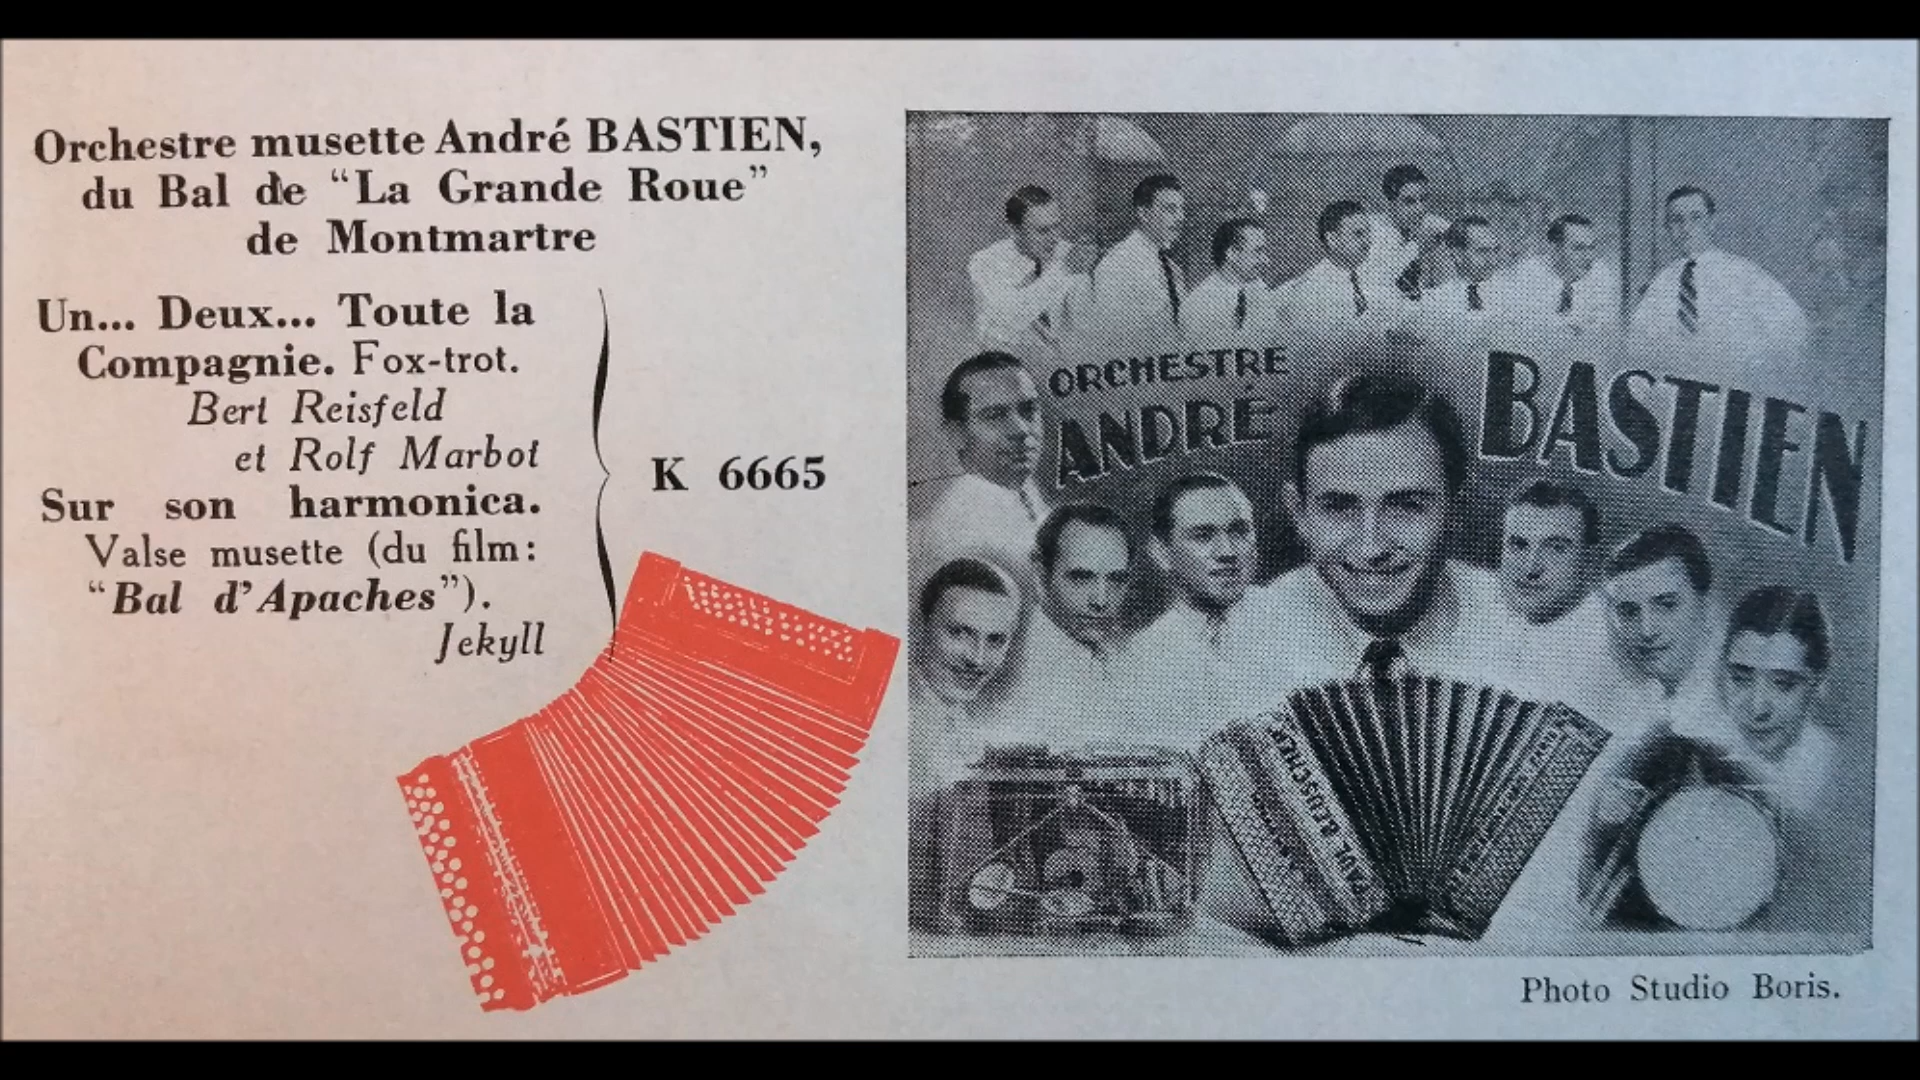 Orchestre musette André BASTIEN,
du Bal de “La Grande Roue”
de Montmartre
Un... Deux... Toute la
Compagnie. Fox-trot.
Bert Reisfeld
et Rolf Marbot
Sur son harmonica.
Valse musette (du film:
“Bal d'Apaches”).
Jekyll
K 6665
ORCHESTRE
ANDRÉ
BASTIEN
PAUL BEUSCHER
Photo Studio Boris.